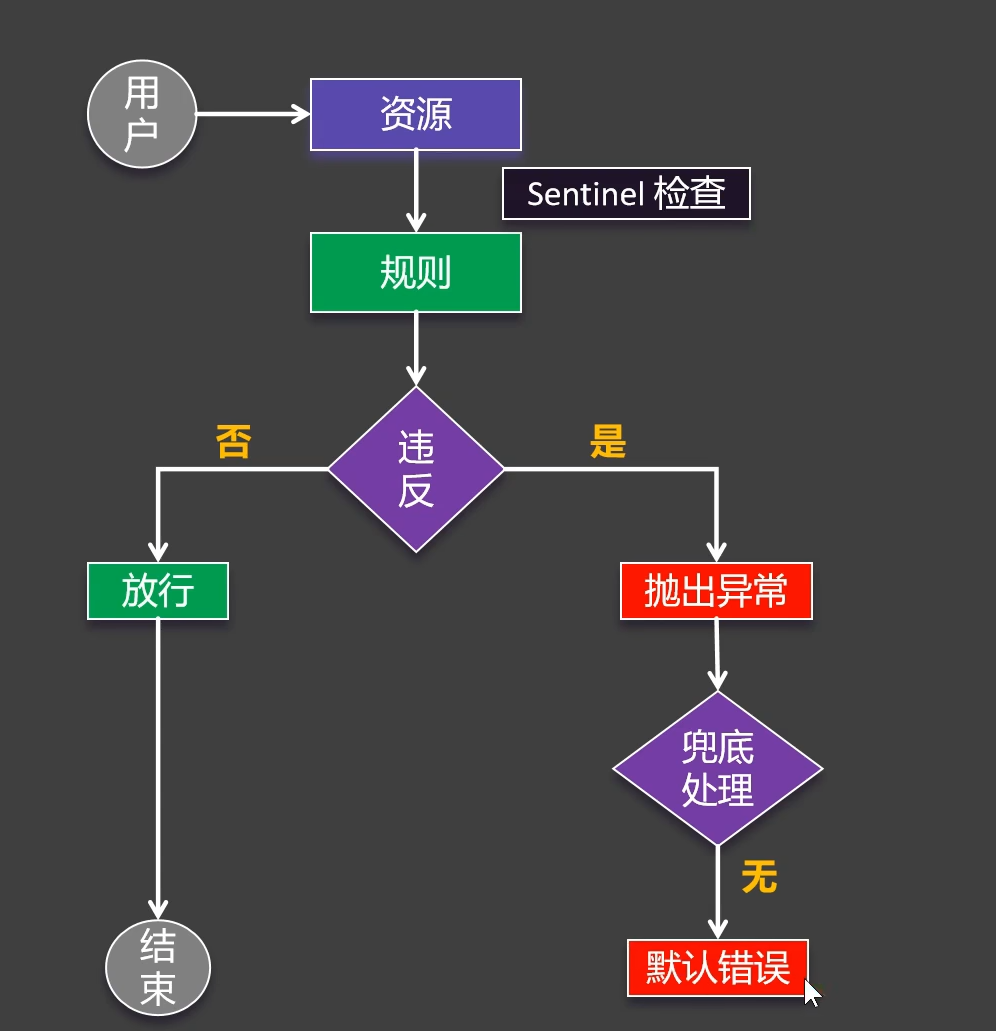 用
户
资源
Sentinel 检查
规则
违
反
否
是
放行
抛出异常
兜底
处理
无
结
束
默认错误